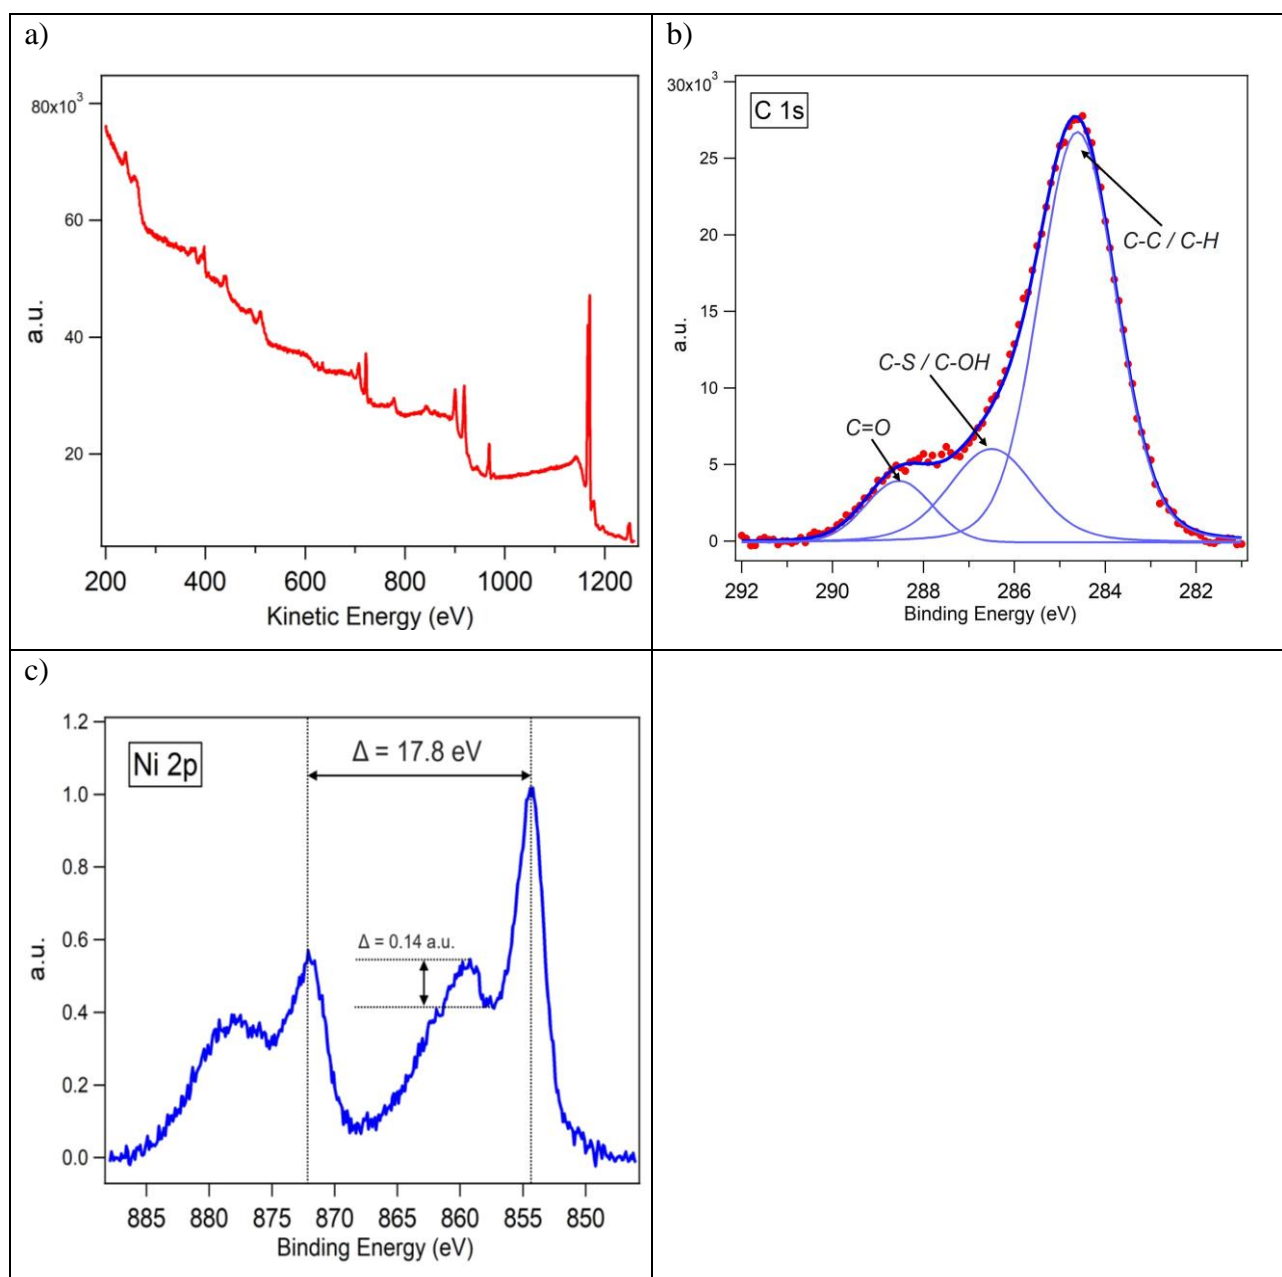 a)
80x10³
60
40
20
a.u.
200 400 600 800 1000 1200
Kinetic Energy (eV)
b)
30x10³
25
20
15
10
5
0
a.u.
C 1s
C-C / C-H
C-S / C-OH
C=O
292 290 288 286 284 282
Binding Energy (eV)
c)
1.2
1.0
0.8
0.6
0.4
0.2
0.0
a.u.
Ni 2p
Δ = 17.8 eV
Δ = 0.14 a.u.
885 880 875 870 865 860 855 850
Binding Energy (eV)